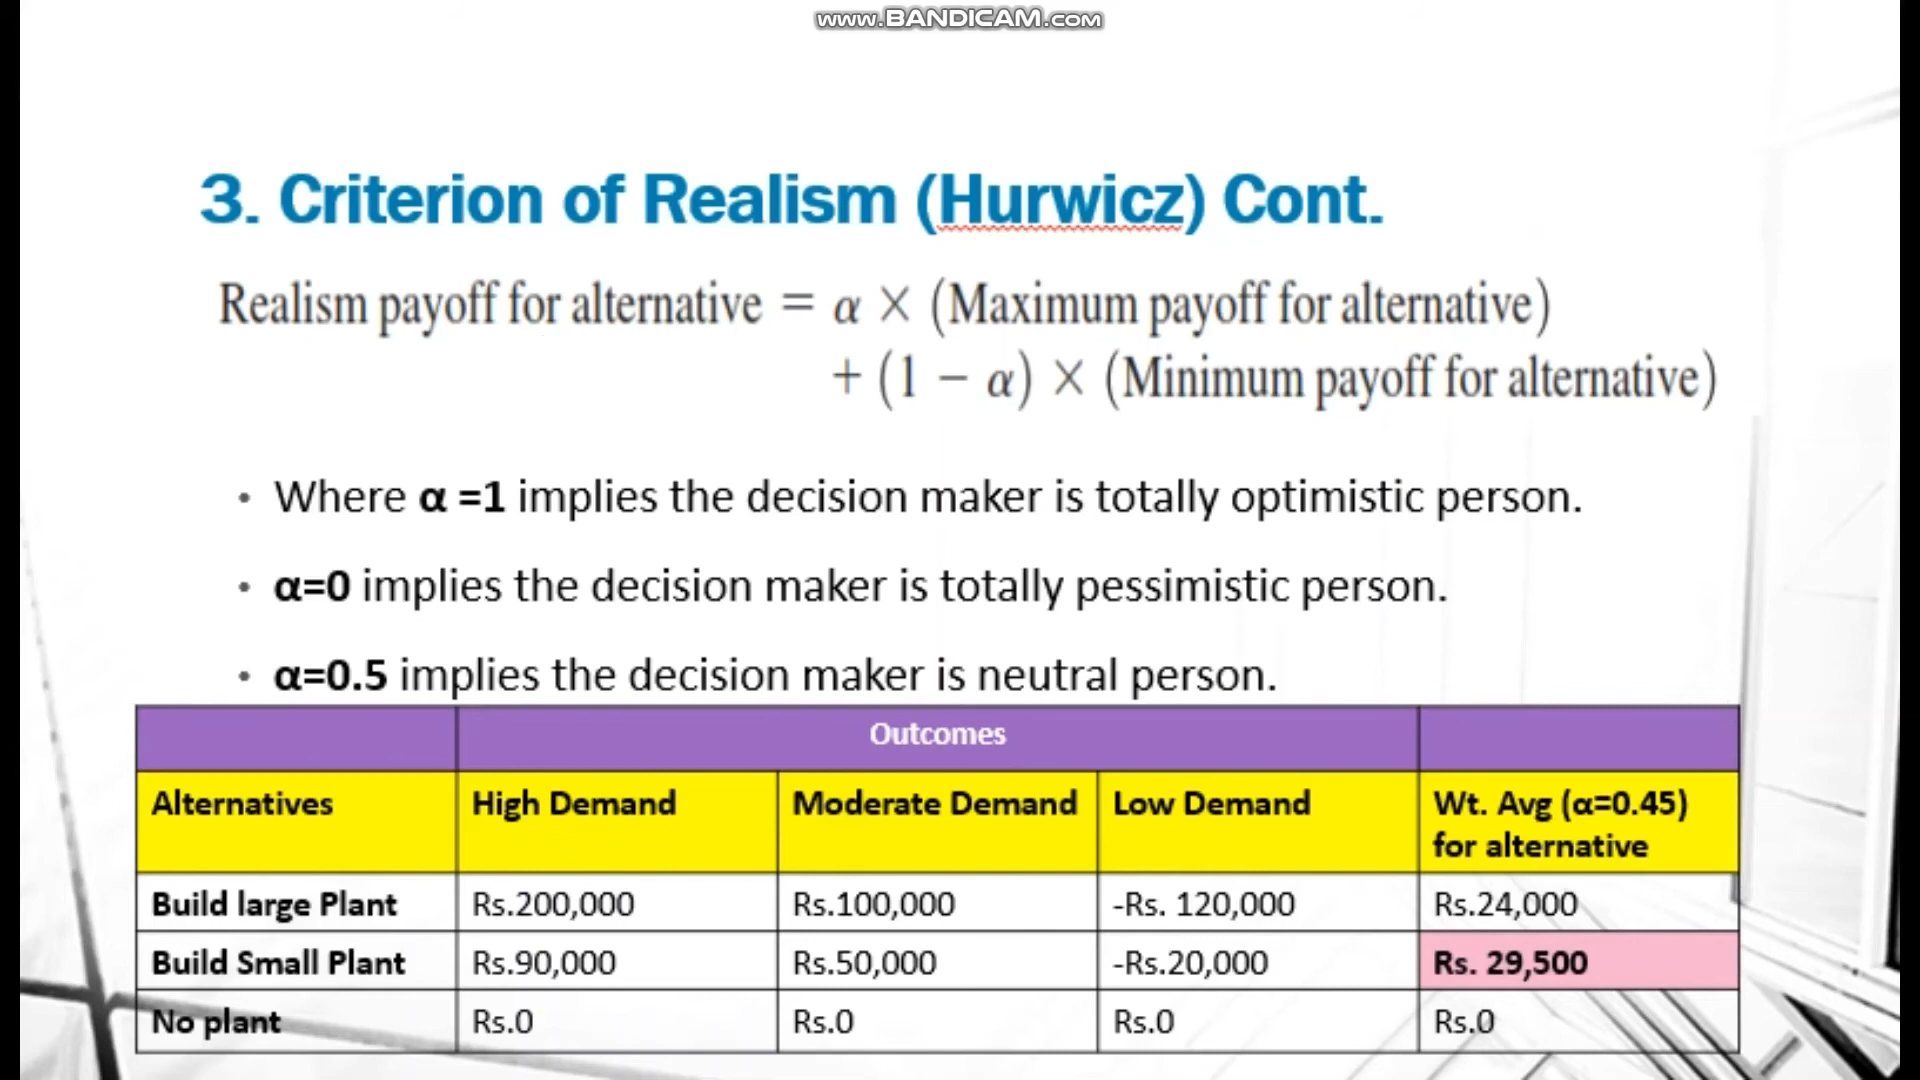 www.BANDICAM.com
3. Criterion of Realism (Hurwicz) Cont.
Realism payoff for alternative = α × (Maximum payoff for alternative)
+ (1 − α) × (Minimum payoff for alternative)
• Where α =1 implies the decision maker is totally optimistic person.
• α=0 implies the decision maker is totally pessimistic person.
• α=0.5 implies the decision maker is neutral person.
Outcomes
Alternatives High Demand Moderate Demand Low Demand Wt. Avg (α=0.45)
for alternative
Build large Plant Rs.200,000 Rs.100,000 -Rs. 120,000 Rs.24,000
Build Small Plant Rs.90,000 Rs.50,000 -Rs.20,000 Rs. 29,500
No plant Rs.0 Rs.0 Rs.0 Rs.0